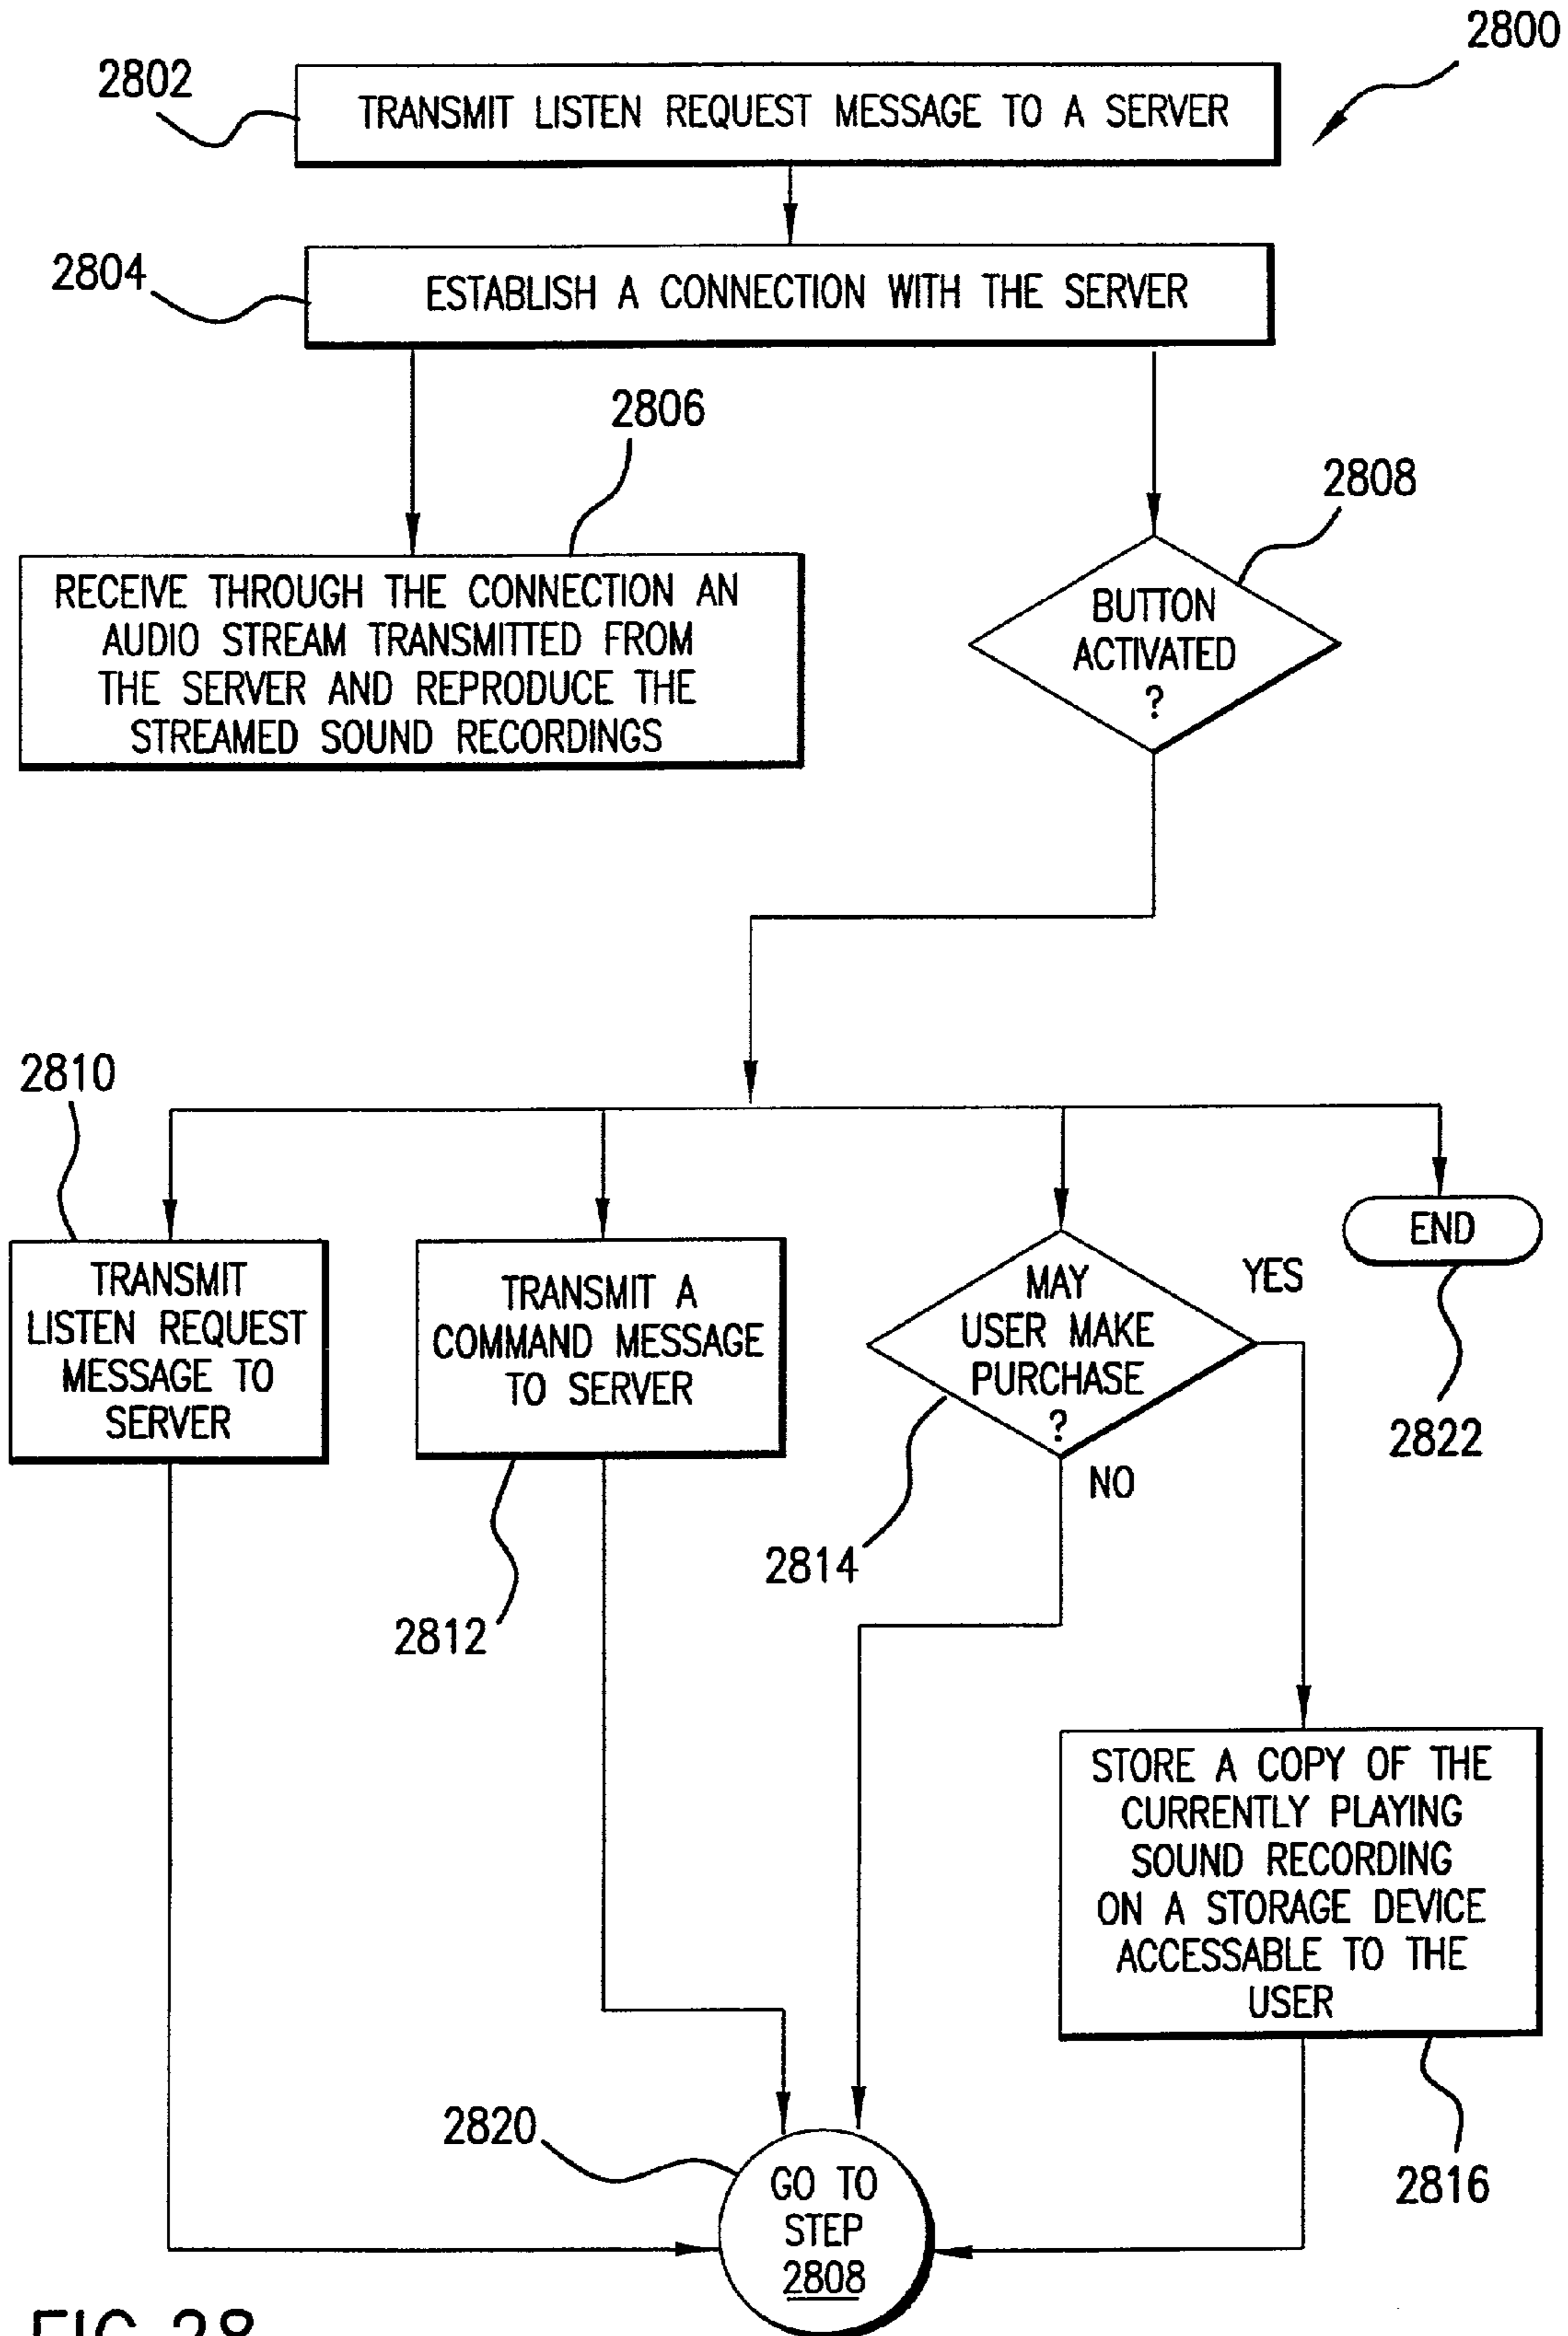 2800
2802
TRANSMIT LISTEN REQUEST MESSAGE TO A SERVER
2804
ESTABLISH A CONNECTION WITH THE SERVER
2806
2808
RECEIVE THROUGH THE CONNECTION AN
AUDIO STREAM TRANSMITTED FROM
THE SERVER AND REPRODUCE THE
STREAMED SOUND RECORDINGS
BUTTON
ACTIVATED
?
2810
TRANSMIT
LISTEN REQUEST
MESSAGE TO
SERVER
TRANSMIT A
COMMAND MESSAGE
TO SERVER
2812
MAY
USER MAKE
PURCHASE
?
YES
NO
2814
END
2822
STORE A COPY OF THE
CURRENTLY PLAYING
SOUND RECORDING
ON A STORAGE DEVICE
ACCESSABLE TO THE
USER
2816
2820
GO TO
STEP
2808
FIG.28